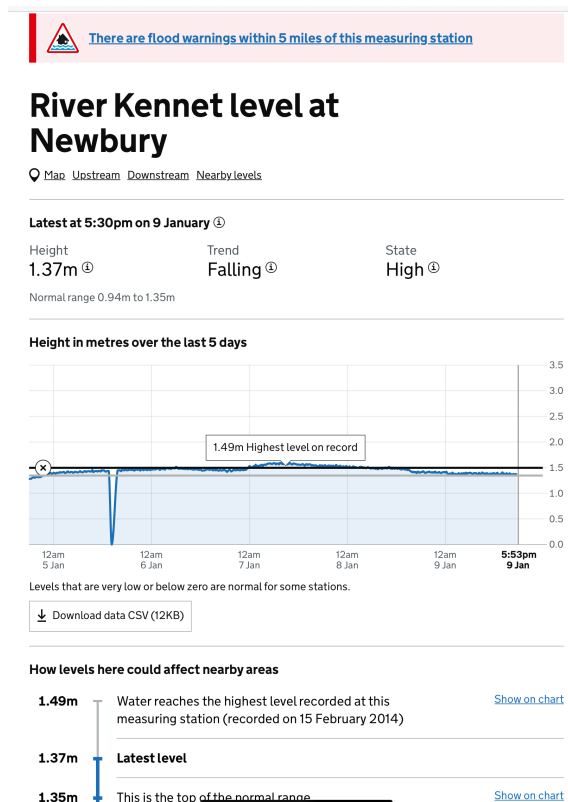 There are flood warnings within 5 miles of this measuring station
River Kennet level at
Newbury
Map Upstream Downstream Nearby levels
Latest at 5:30pm on 9 January
Height Trend State
1.37m Falling High
Normal range 0.94m to 1.35m
Height in metres over the last 5 days
3.5
3.0
2.5
2.0
1.49m Highest level on record
1.5
1.0
0.5
0.0
12am 12am 12am 12am 12am 5:53pm
5 Jan 6 Jan 7 Jan 8 Jan 9 Jan 9 Jan
Levels that are very low or below zero are normal for some stations.
Download data CSV (12KB)
How levels here could affect nearby areas
1.49m Water reaches the highest level recorded at this Show on chart
measuring station (recorded on 15 February 2014)
1.37m Latest level
1.35m This is the top of the normal range Show on chart